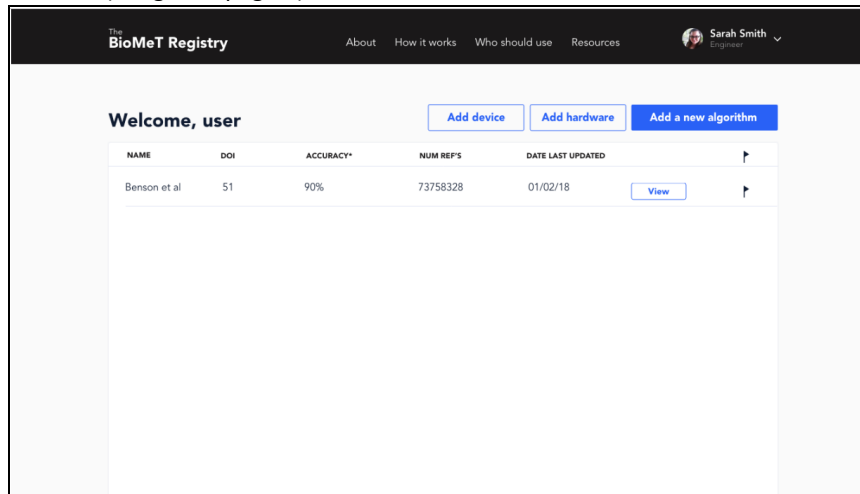 The
BioMeT Registry
About How it works Who should use Resources
Sarah Smith
Engineer
Welcome, user
Add device Add hardware Add a new algorithm
NAME DOI ACCURACY* NUM REF'S DATE LAST UPDATED
Benson et al 51 90% 73758328 01/02/18 View